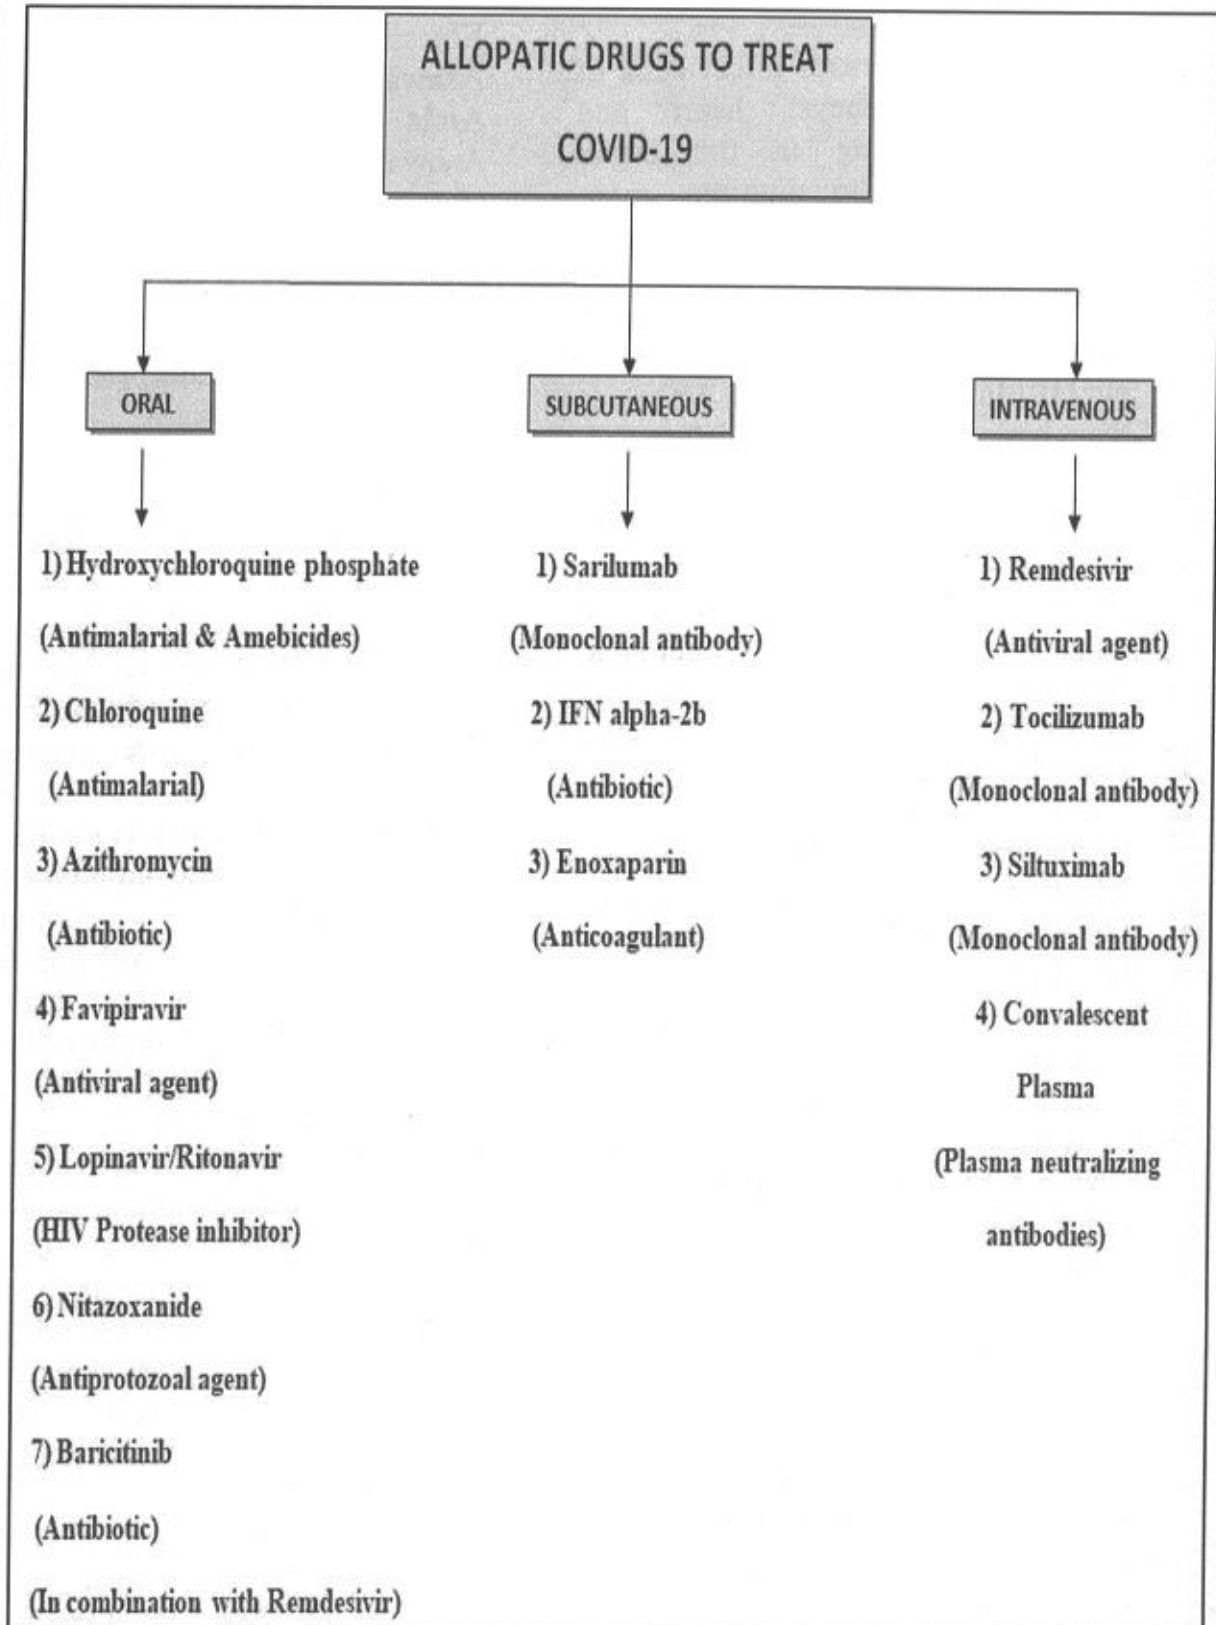 ALLOPATIC DRUGS TO TREAT
COVID-19
ORAL
1) Hydroxychloroquine phosphate
(Antimalarial & Amebicides)
2) Chloroquine
(Antimalarial)
3) Azithromycin
(Antibiotic)
4) Favipiravir
(Antiviral agent)
5) Lopinavir/Ritonavir
(HIV Protease inhibitor)
6) Nitazoxanide
(Antiprotozoal agent)
7) Baricitinib
(Antibiotic)
(In combination with Remdesivir)
SUBCUTANEOUS
1) Sarilumab
(Monoclonal antibody)
2) IFN alpha-2b
(Antibiotic)
3) Enoxaparin
(Anticoagulant)
INTRAVENOUS
1) Remdesivir
(Antiviral agent)
2) Tocilizumab
(Monoclonal antibody)
3) Siltuximab
(Monoclonal antibody)
4) Convalescent
Plasma
(Plasma neutralizing
antibodies)